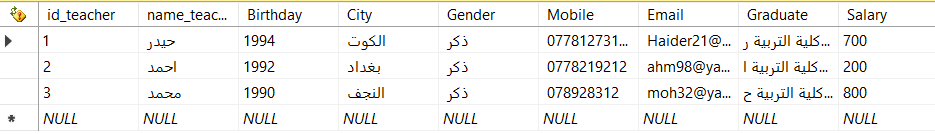 id_teacher name_teac... Birthday City Gender Mobile Email Graduate Salary
1 حيدر 1994 الكوت ذكر 077812731... Haider21@... كلية التربية ر... 700
2 احمد 1992 بغداد ذكر 0778219212 ahm98@ya... كلية التربية ا... 200
3 محمد 1990 النجف ذكر 078928312 moh32@ya... كلية التربية ح... 800
NULL NULL NULL NULL NULL NULL NULL NULL NULL